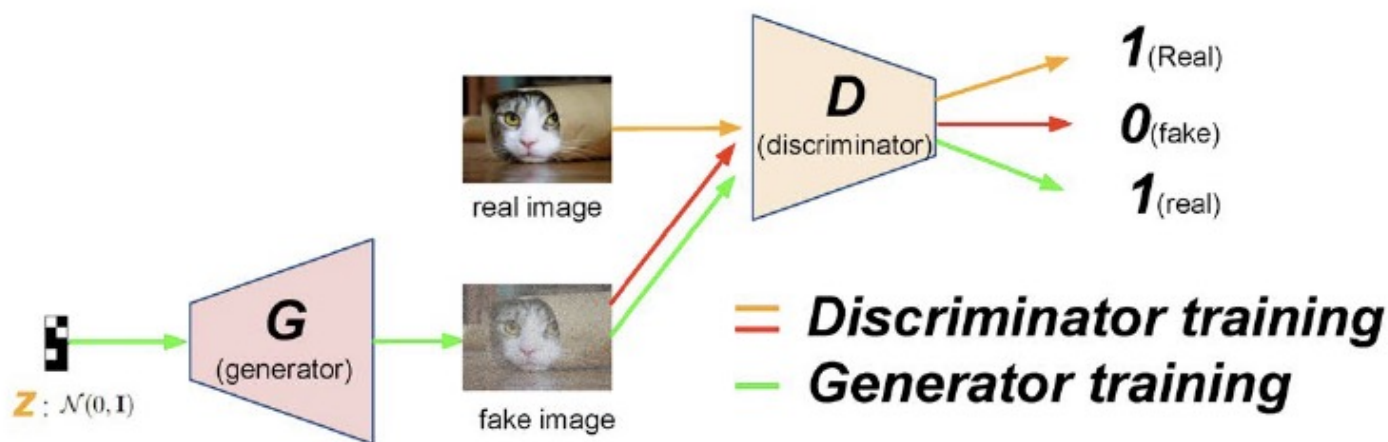 D
(discriminator)
1(Real)
0(fake)
1(real)
real image
G
(generator)
z : 𝒩(0, I)
fake image
Discriminator training
Generator training